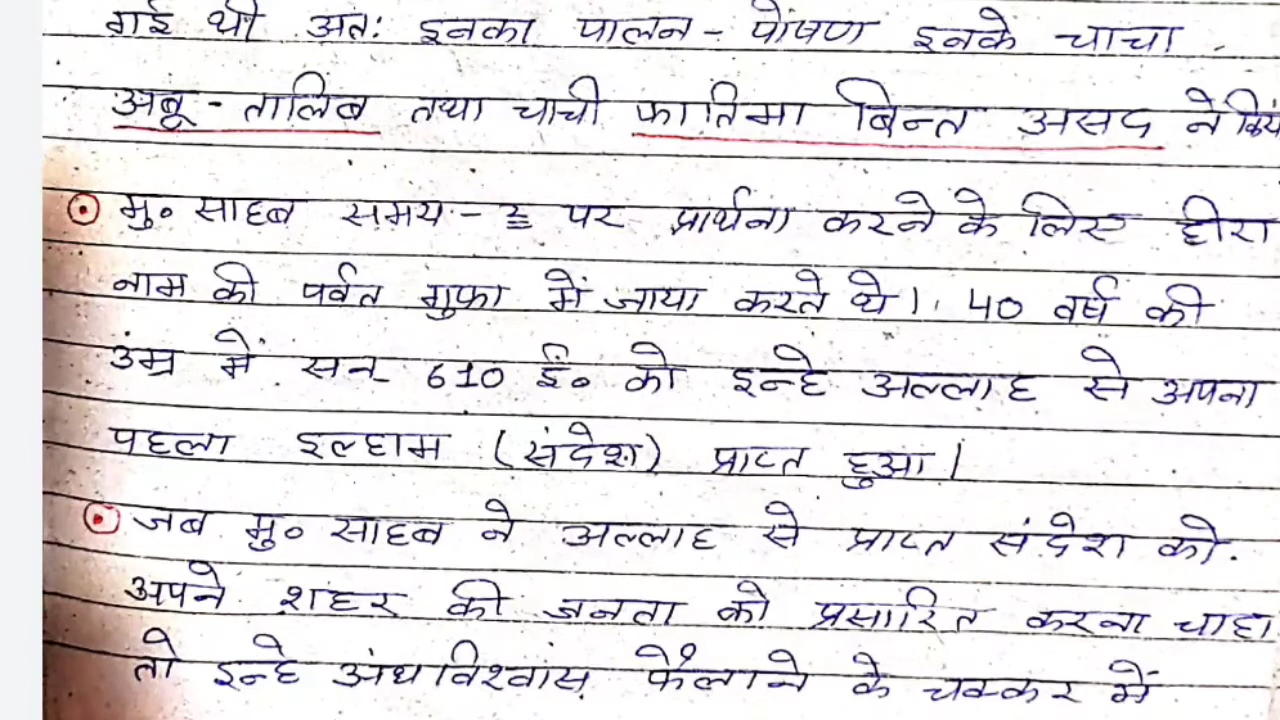 गई थी अतः इनका पालन - पोषण इनके चाचा
अबू - तालिब तथा चाची फातिमा बिन्त असद ने किय
मु० साहब समय - २ पर प्रार्थना करने के लिए हीरा
नाम की पर्वत गुफा में जाया करते थे। 40 वर्ष की
उम्र में सन् 610 ई० को इन्हे अल्लाह से अपना
पहला इल्हाम (संदेश) प्राप्त हुआ।
जब मु० साहब ने अल्लाह से प्राप्त संदेश को
अपने शहर की जनता को प्रसारित करना चाहा
तो इन्हे अंधविश्वास फैलाने के चक्कर में